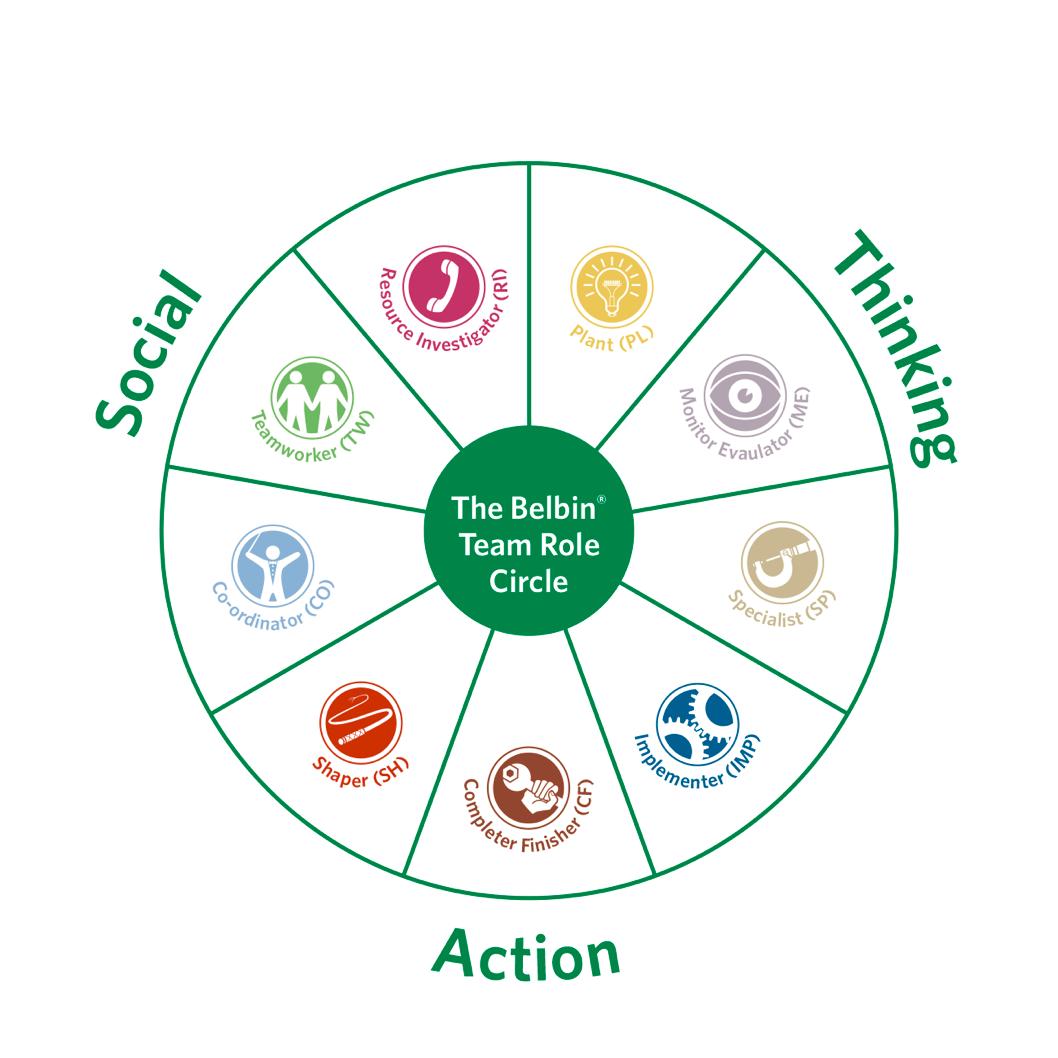 Social
Thinking
Resource Investigator (RI)
Plant (PL)
Teamworker (TW)
Monitor Evaulator (ME)
The Belbin®
Team Role
Circle
Co-ordinator (CO)
Specialist (SP)
Shaper (SH)
Implementer (IMP)
Completer Finisher (CF)
Action